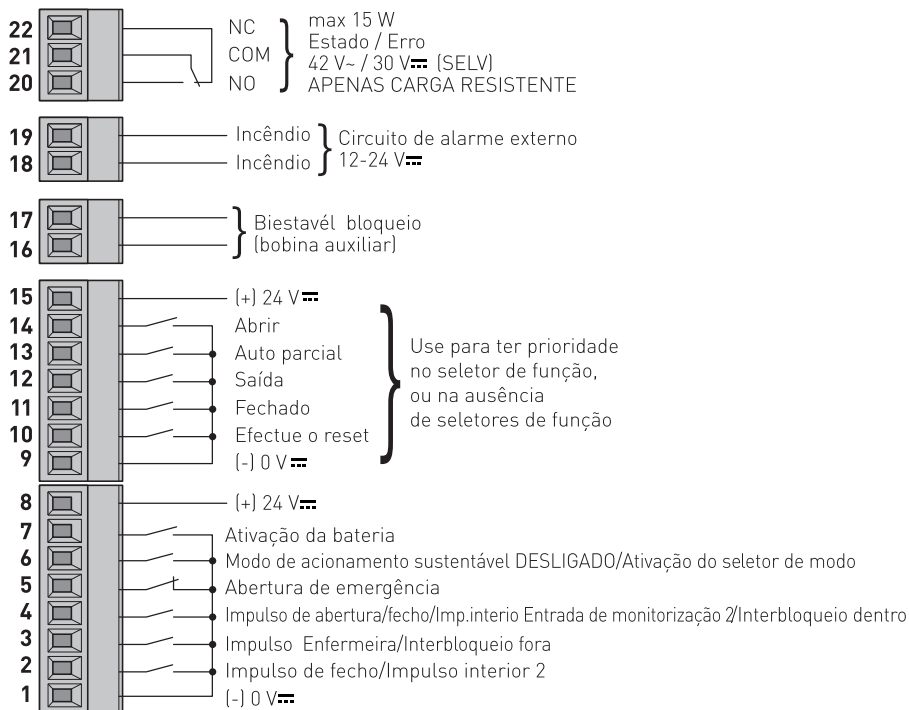 22 NC
21 COM
20 NO
max 15 W
Estado / Erro
42 V~ / 30 V⎓ (SELV)
APENAS CARGA RESISTENTE
19 Incêndio
18 Incêndio
Circuito de alarme externo
12-24 V⎓
17
16
Biestavél bloqueio
(bobina auxiliar)
15 (+) 24 V⎓
14 Abrir
13 Auto parcial
12 Saída
11 Fechado
10 Efectue o reset
9 (-) 0 V⎓
Use para ter prioridade
no seletor de função,
ou na ausência
de seletores de função
8 (+) 24 V⎓
7 Ativação da bateria
6 Modo de acionamento sustentável DESLIGADO/Ativação do seletor de modo
5 Abertura de emergência
4 Impulso de abertura/fecho/Imp.interio Entrada de monitorização 2/Interbloqueio dentro
3 Impulso Enfermeira/Interbloqueio fora
2 Impulso de fecho/Impulso interior 2
1 (-) 0 V⎓